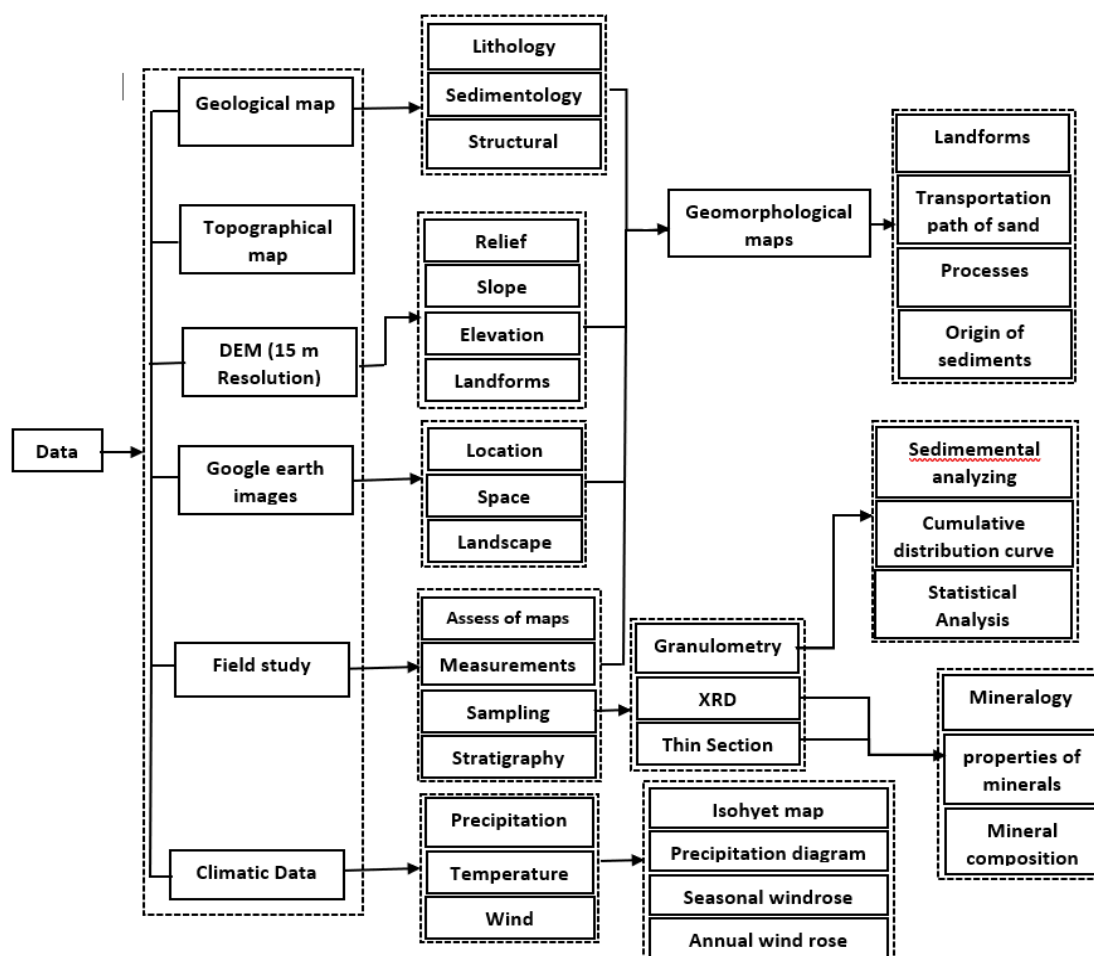 Data
Geological map
Topographical
map
DEM (15 m
Resolution)
Google earth
images
Field study
Climatic Data
Lithology
Sedimentology
Structural
Relief
Slope
Elevation
Landforms
Location
Space
Landscape
Assess of maps
Measurements
Sampling
Stratigraphy
Precipitation
Temperature
Wind
Geomorphological
maps
Granulometry
XRD
Thin Section
Isohyet map
Precipitation diagram
Seasonal windrose
Annual wind rose
Landforms
Transportation
path of sand
Processes
Origin of
sediments
Sedimemental
analyzing
Cumulative
distribution curve
Statistical
Analysis
Mineralogy
properties of
minerals
Mineral
composition